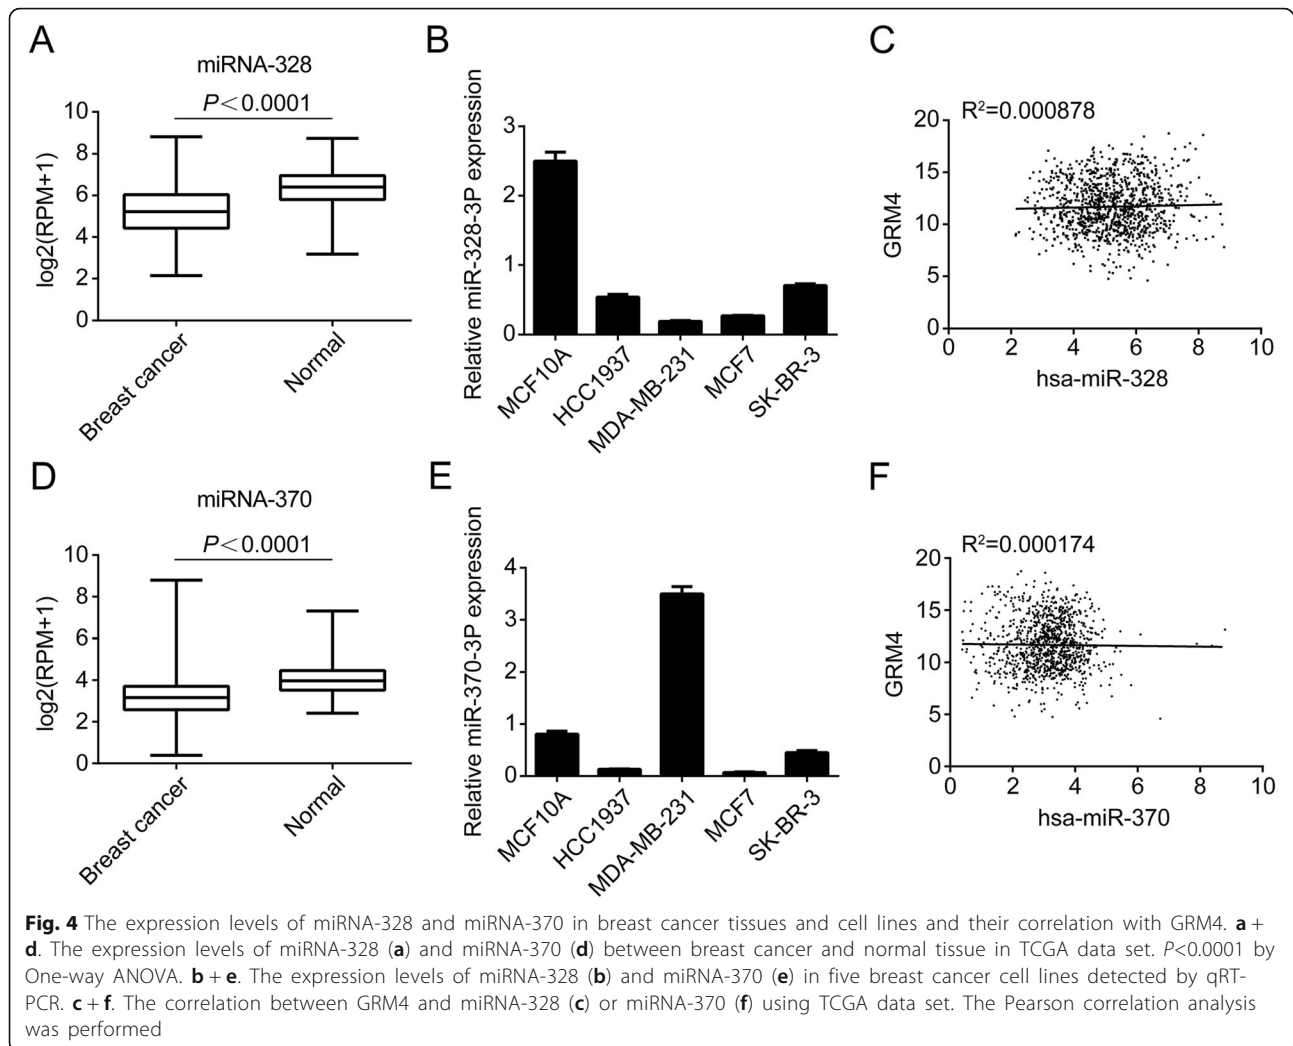 A
miRNA-328
P<0.0001
log2(RPM+1)
10
8
6
4
2
0
Breast cancer
Normal
B
Relative miR-328-3P expression
3
2
1
0
MCF10A
HCC1937
MDA-MB-231
MCF7
SK-BR-3
C
R²=0.000878
GRM4
20
15
10
5
0
0 2 4 6 8 10
hsa-miR-328
D
miRNA-370
P<0.0001
log2(RPM+1)
10
8
6
4
2
0
Breast cancer
Normal
E
Relative miR-370-3P expression
4
3
2
1
0
MCF10A
HCC1937
MDA-MB-231
MCF7
SK-BR-3
F
R²=0.000174
GRM4
20
15
10
5
0
0 2 4 6 8 10
hsa-miR-370
Fig. 4 The expression levels of miRNA-328 and miRNA-370 in breast cancer tissues and cell lines and their correlation with GRM4. a +
d. The expression levels of miRNA-328 (a) and miRNA-370 (d) between breast cancer and normal tissue in TCGA data set. P<0.0001 by
One-way ANOVA. b + e. The expression levels of miRNA-328 (b) and miRNA-370 (e) in five breast cancer cell lines detected by qRT-
PCR. c + f. The correlation between GRM4 and miRNA-328 (c) or miRNA-370 (f) using TCGA data set. The Pearson correlation analysis
was performed